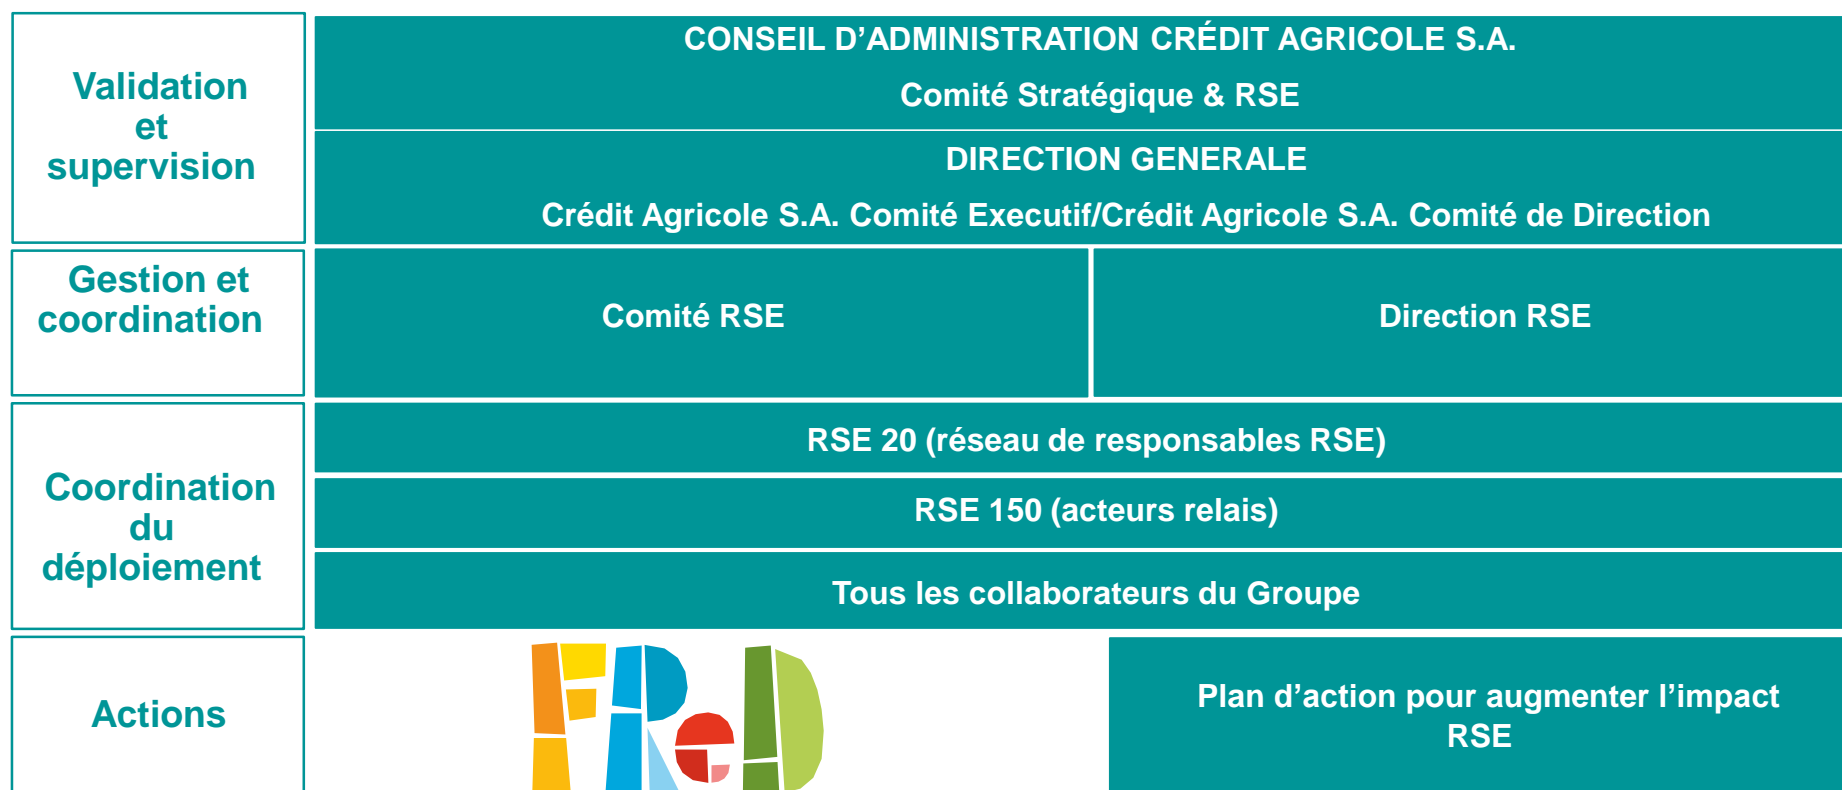 Validation
et
supervision
CONSEIL D’ADMINISTRATION CRÉDIT AGRICOLE S.A.
Comité Stratégique & RSE
DIRECTION GENERALE
Crédit Agricole S.A. Comité Executif/Crédit Agricole S.A. Comité de Direction
Gestion et
coordination
Comité RSE
Direction RSE
Coordination
du
déploiement
RSE 20 (réseau de responsables RSE)
RSE 150 (acteurs relais)
Tous les collaborateurs du Groupe
Actions
FReD
Plan d’action pour augmenter l’impact
RSE